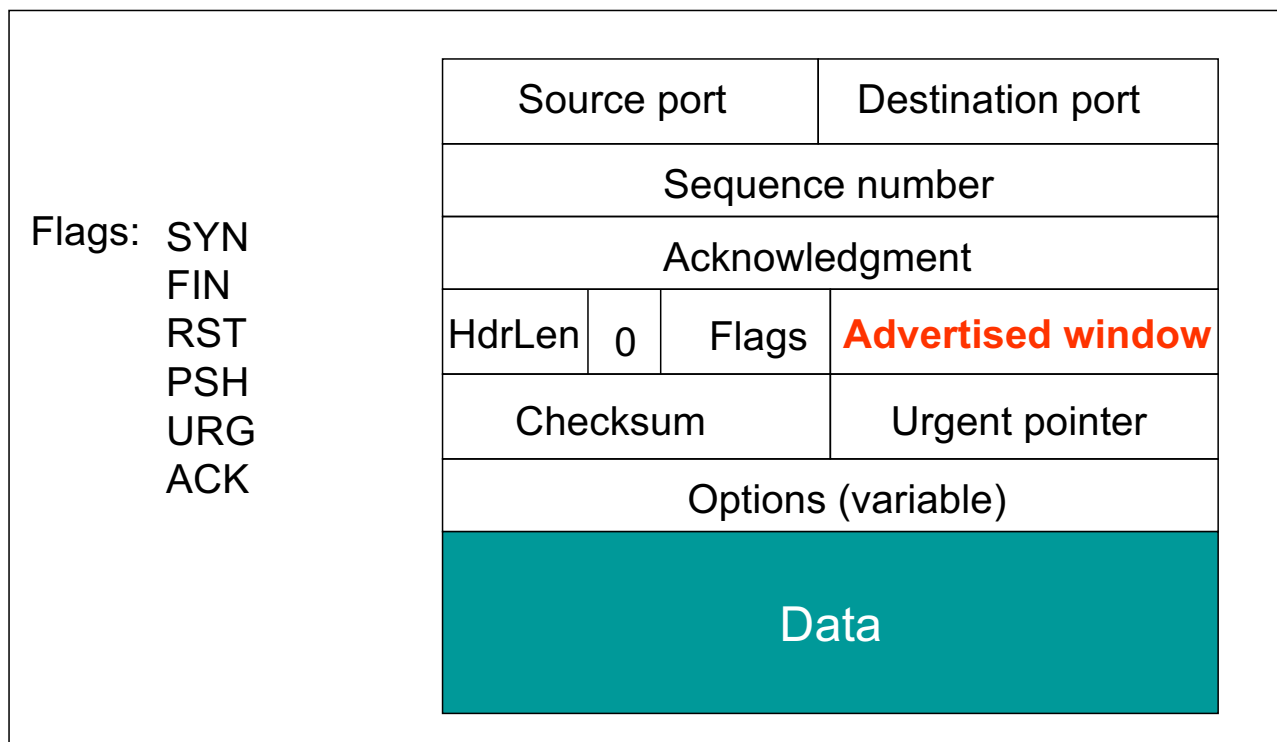 Source port Destination port
Sequence number
Flags: SYN
Acknowledgment
FIN
RST
HdrLen 0 Flags Advertised window
PSH
Checksum Urgent pointer
URG
ACK
Options (variable)
Data